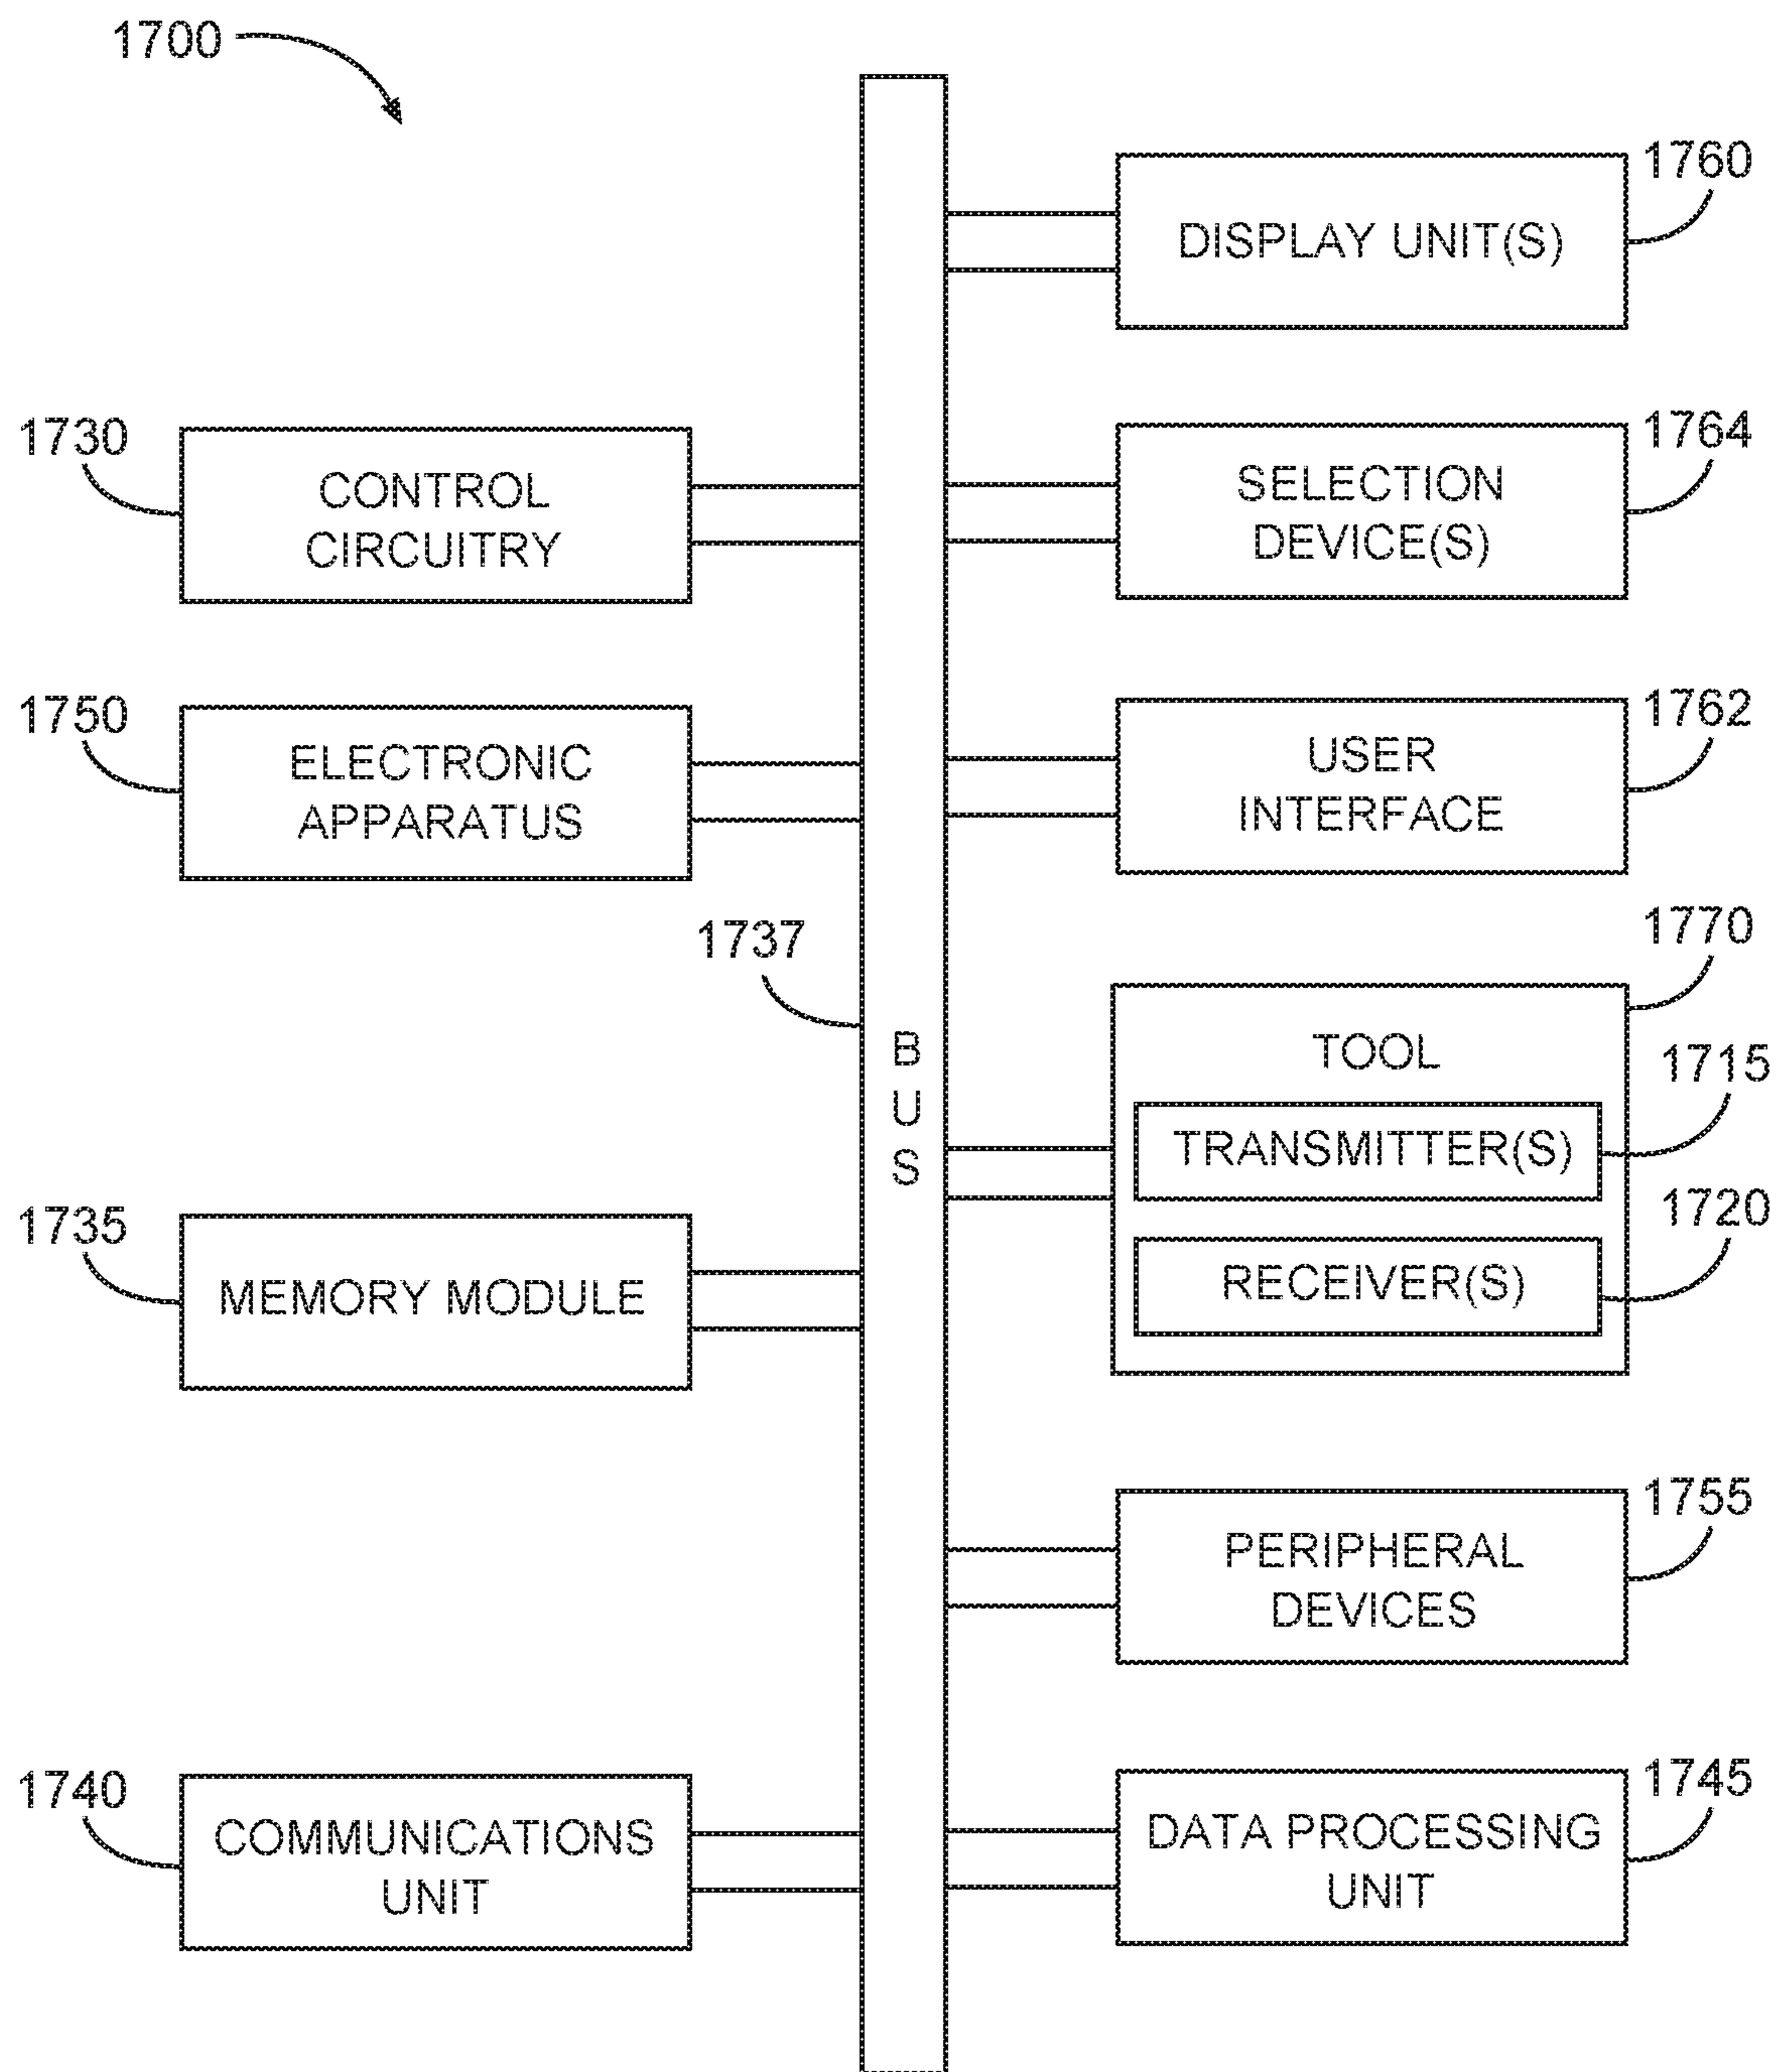 1700
1760
DISPLAY UNIT(S)
1730
CONTROL
CIRCUITRY
1764
SELECTION
DEVICE(S)
1750
ELECTRONIC
APPARATUS
1762
USER
INTERFACE
1737
B
U
S
1770
TOOL
1715
TRANSMITTER(S)
1720
RECEIVER(S)
1735
MEMORY MODULE
1755
PERIPHERAL
DEVICES
1740
COMMUNICATIONS
UNIT
1745
DATA PROCESSING
UNIT